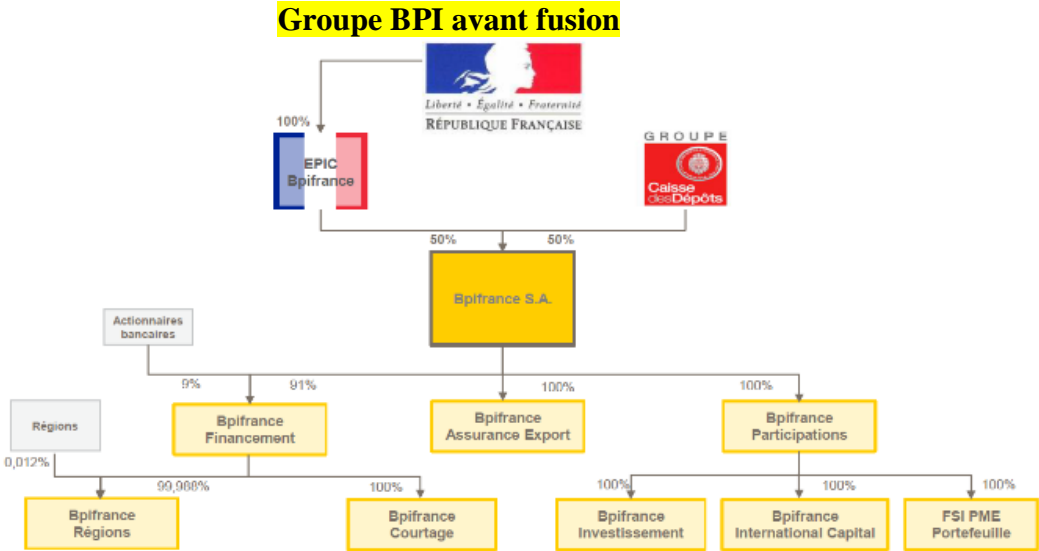 Groupe BPI avant fusion
Liberté • Égalité • Fraternité
RÉPUBLIQUE FRANÇAISE
100%
GROUPE
EPIC
Bpifrance
Caisse
desDépôts
50%
50%
Bpifrance S.A.
Actionnaires
bancaires
9%
91%
100%
100%
Régions
Bpifrance
Financement
Bpifrance
Assurance Export
Bpifrance
Participations
0,012%
99,988%
100%
100%
100%
100%
Bpifrance
Régions
Bpifrance
Courtage
Bpifrance
Investissement
Bpifrance
International Capital
FSI PME
Portefeuille